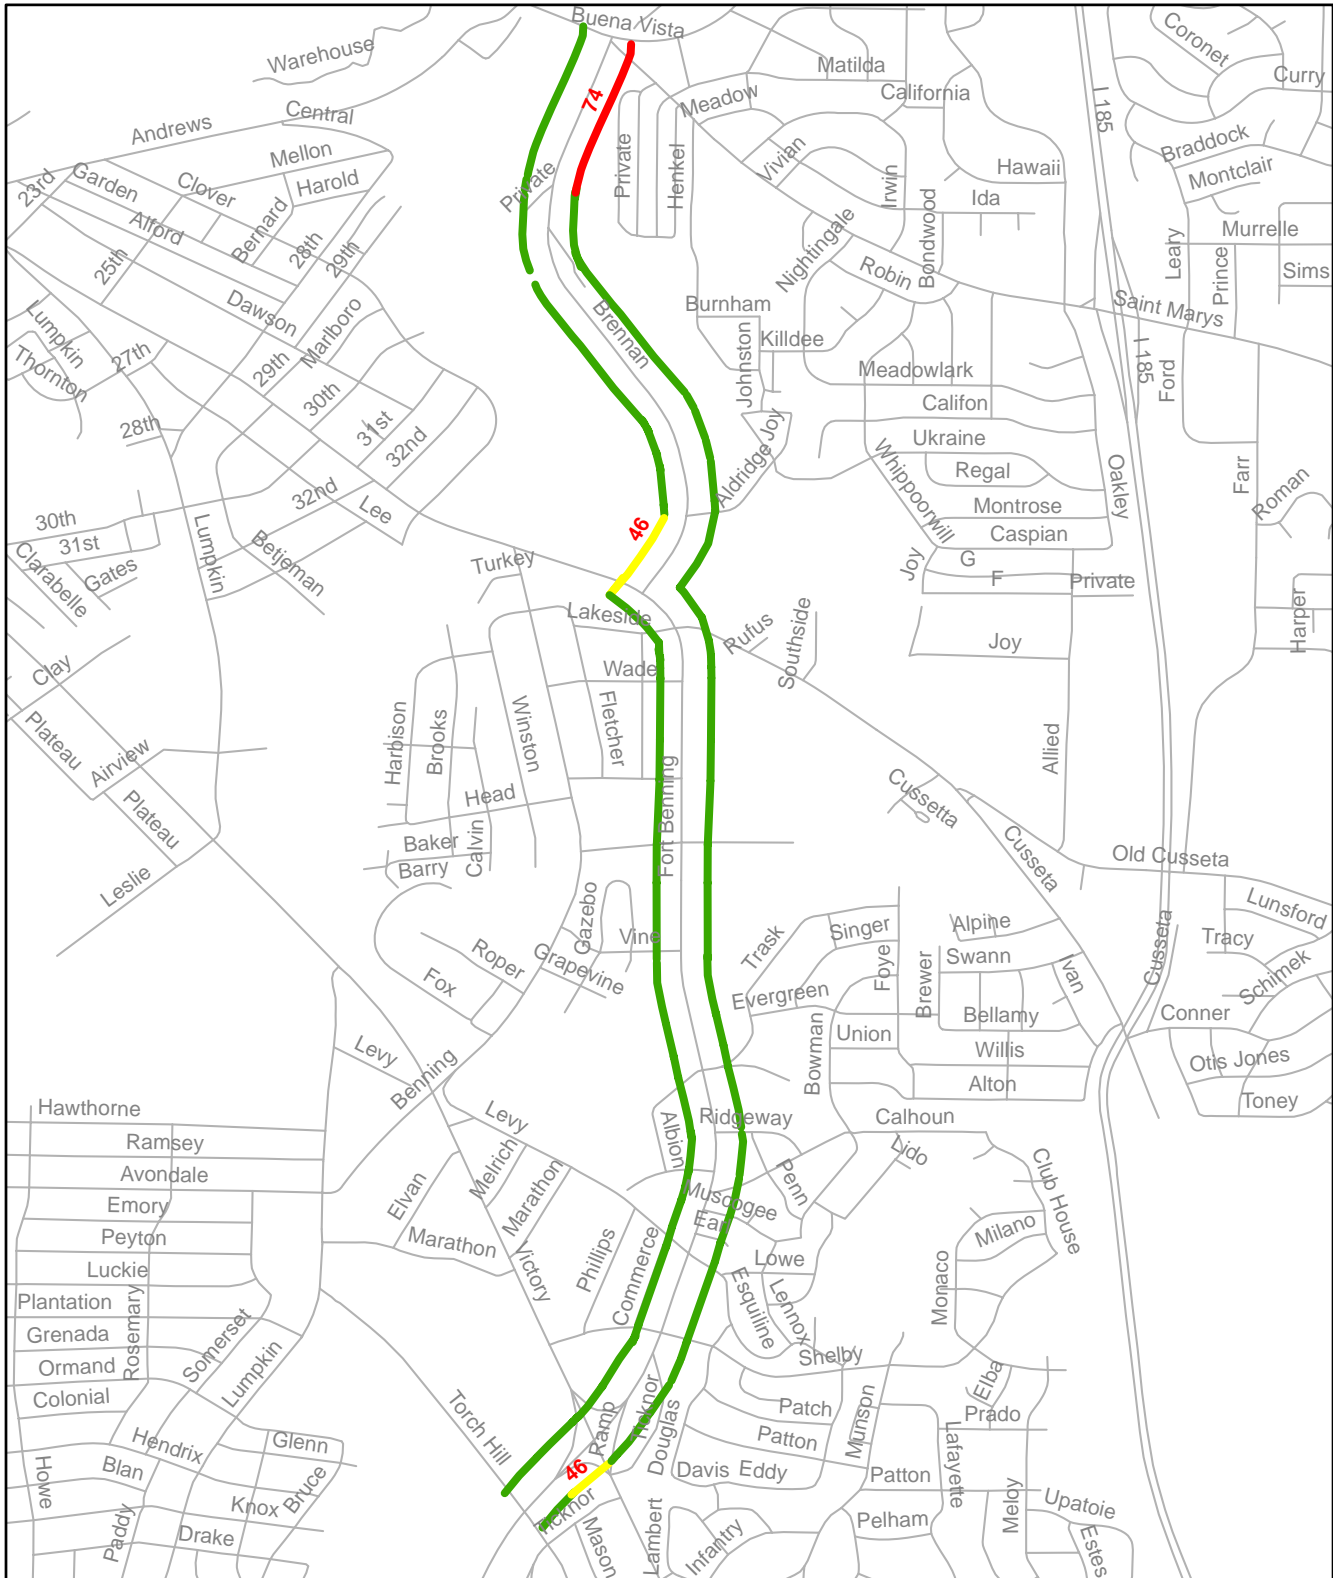 Buena Vista
Warehouse
Coronet
Matilda
Curry
74
California
Meadow
I 185
Central
Andrews
Braddock
Mellon
Vivian
Private
Hawaii
Montclair
Garden
Clover
Harold
Henkel
Irwin
23rd
Private
Ida
Bondwood
Bernard
Alford
28th
29th
Nightingale
Murrelle
Leary
Prince
25th
Robin
Sims
Dawson
Burnham
Saint Marys
Lumpkin
Marlboro
Brennan
Killdee
Johnston
I 185
27th
Thornton
29th
Meadowlark
Ford
30th
Califon
31st
Joy
28th
32nd
Ukraine
Whippoorwill
Aldridge
Regal
Oakley
Farr
Roman
32nd
Lee
Montrose
30th
46
Caspian
31st
Lumpkin
Betjeman
Turkey
Joy
G
Clarabelle
Gates
F
Private
Lakeside
Rufus
Southside
Harper
Joy
Clay
Wade
Plateau
Harbison
Brooks
Winston
Fletcher
Airview
Allied
Plateau
Head
Fort Benning
Cussetta
Baker
Calvin
Cusseta
Old Cusseta
Barry
Leslie
Gazebo
Lunsford
Alpine
Singer
Trask
Vine
Tracy
Roper
Grapevine
Foye
Swann
Cusseta
Schimek
Fox
Ivan
Brewer
Evergreen
Conner
Bellamy
Union
Levy
Willis
Otis Jones
Bowman
Benning
Alton
Toney
Hawthorne
Levy
Ridgeway
Calhoun
Albion
Ramsey
Lido
Avondale
Melrich
Penn
Club House
Elvan
Marathon
Emory
Muscogee
Earl
Milano
Peyton
Marathon
Phillips
Lowe
Luckie
Victory
Commerce
Monaco
Plantation
Rosemary
Esquiline
Lennox
Grenada
Somerset
Shelby
Ormand
Lumpkin
Elba
Colonial
Ticknor
Patch
Torch Hill
Munson
Prado
Douglas
Ramp
Lafayette
Hendrix
Glenn
Patton
Howe
Blan
46
Davis
Eddy
Patton
Bruce
Meloy
Knox
Upatoie
Ticknor
Pelham
Paddy
Drake
Mason
Lambert
Infantry
Estes